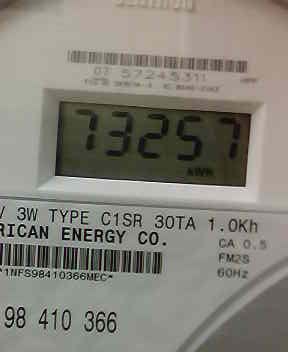 07 57245311
73257
kWh
V 3W TYPE C1SR 30TA 1.0Kh
RICAN ENERGY CO.
CA 0.5
FM2S
*1NFS98410366MEC*
60Hz
98 410 366